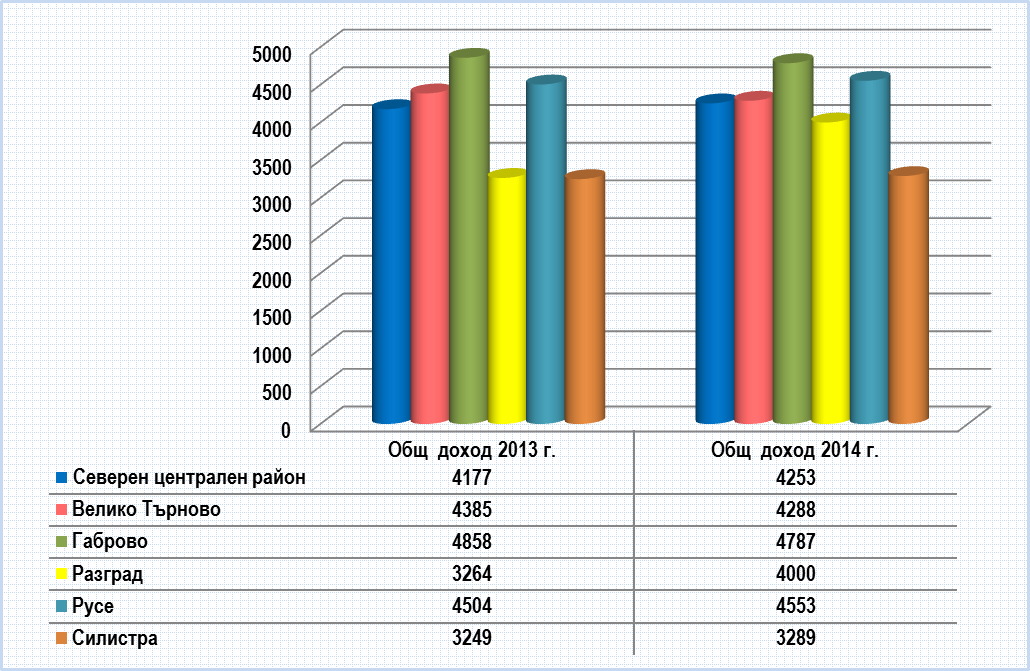 5000
4500
4000
3500
3000
2500
2000
1500
1000
500
0
Общ доход 2013 г. Общ доход 2014 г.
Северен централен район 4177 4253
Велико Търново 4385 4288
Габрово 4858 4787
Разград 3264 4000
Русе 4504 4553
Силистра 3249 3289